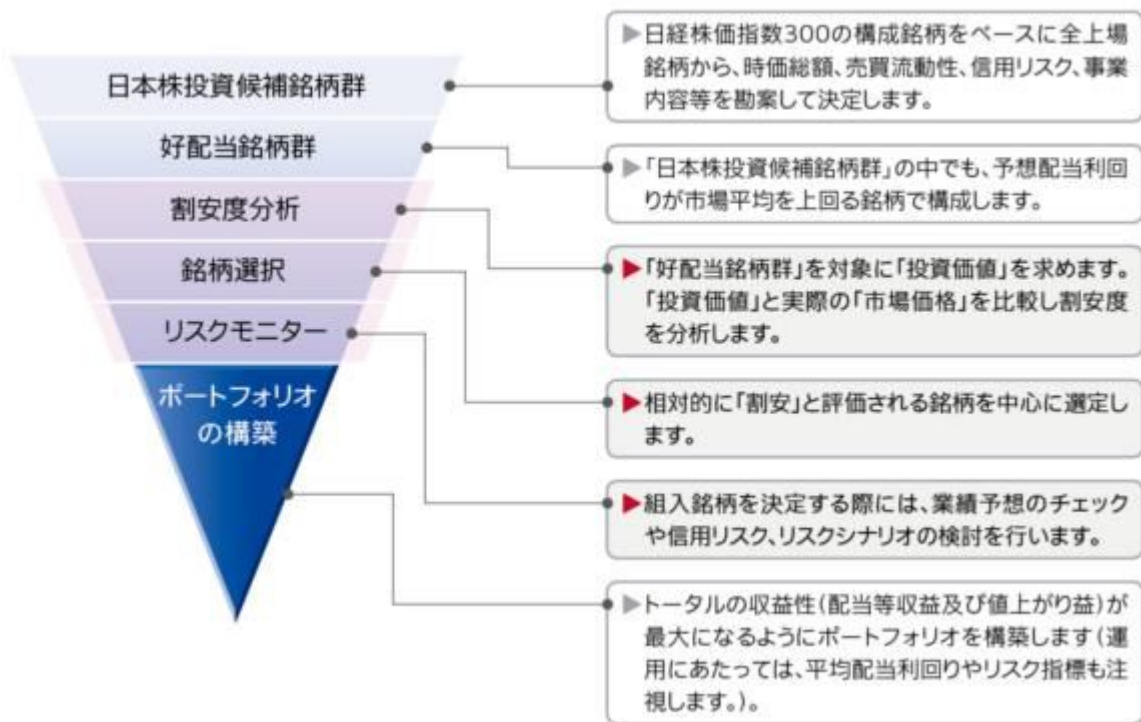 日本株投資候補銘柄群
好配当銘柄群
割安度分析
銘柄選択
リスクモニター
ポートフォリオ
の構築
▶日経株価指数300の構成銘柄をベースに全上場
銘柄から、時価総額、売買流動性、信用リスク、事業
内容等を勘案して決定します。
▶「日本株投資候補銘柄群」の中でも、予想配当利回
りが市場平均を上回る銘柄で構成します。
▶「好配当銘柄群」を対象に「投資価値」を求めます。
「投資価値」と実際の「市場価格」を比較し割安度
を分析します。
▶相対的に「割安」と評価される銘柄を中心に選定し
ます。
▶組入銘柄を決定する際には、業績予想のチェック
や信用リスク、リスクシナリオの検討を行います。
▶トータルの収益性(配当等収益及び値上がり益)が
最大になるようにポートフォリオを構築します(運
用にあたっては、平均配当利回りやリスク指標も注
視します。)。